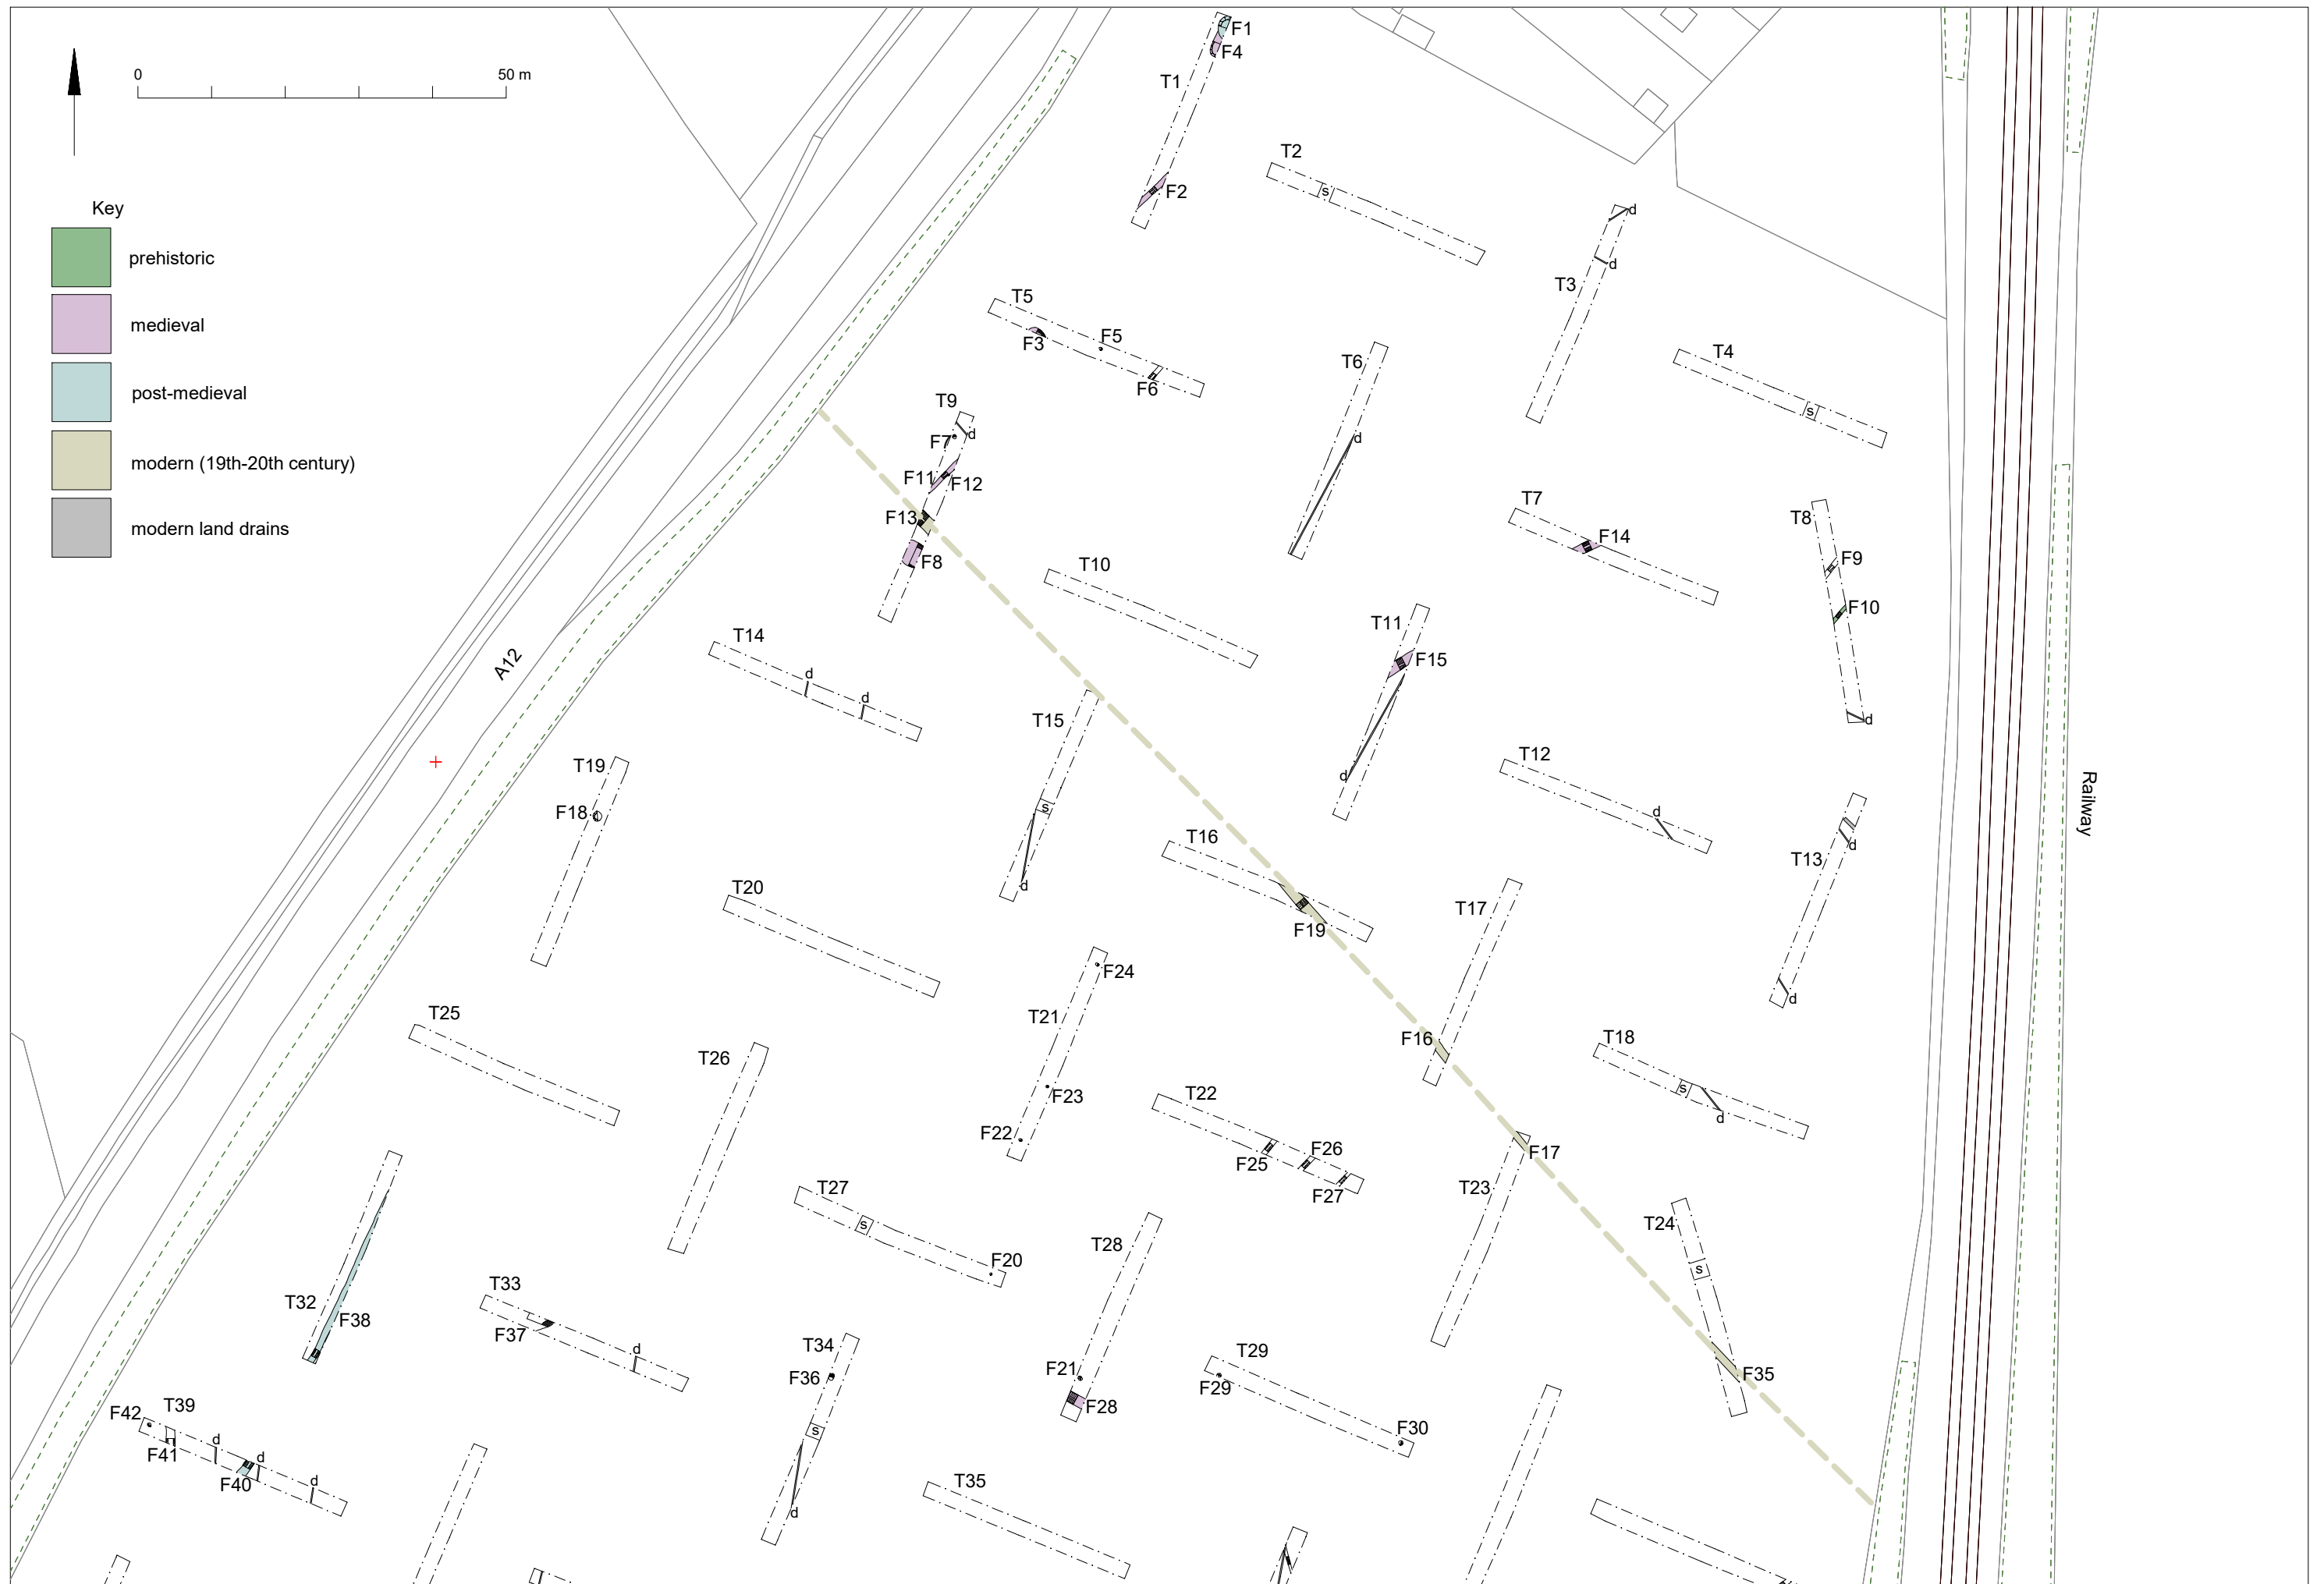 0
50 m
Key
prehistoric
medieval
post-medieval
modern (19th-20th century)
modern land drains
F1
F4
T1
F2
T2
s
T3
d
d
T4
s
T5
F3
F5
F6
T6
d
T7
F14
T8
F9
F10
d
T9
d
F7
F11
F12
F13
F8
T10
T11
F15
d
T12
d
T13
d
d
A12
Railway
T14
d
d
T15
s
d
T16
F19
T17
F16
T18
s
d
T19
F18
T20
T21
F24
F23
F22
T22
F25
F26
F27
T23
F17
T24
s
F35
T25
T26
T27
s
F20
T28
F21
F28
T29
F29
F30
T32
F38
T33
F37
d
T34
F36
s
d
T35
T39
F42
F41
d
d
F40
d